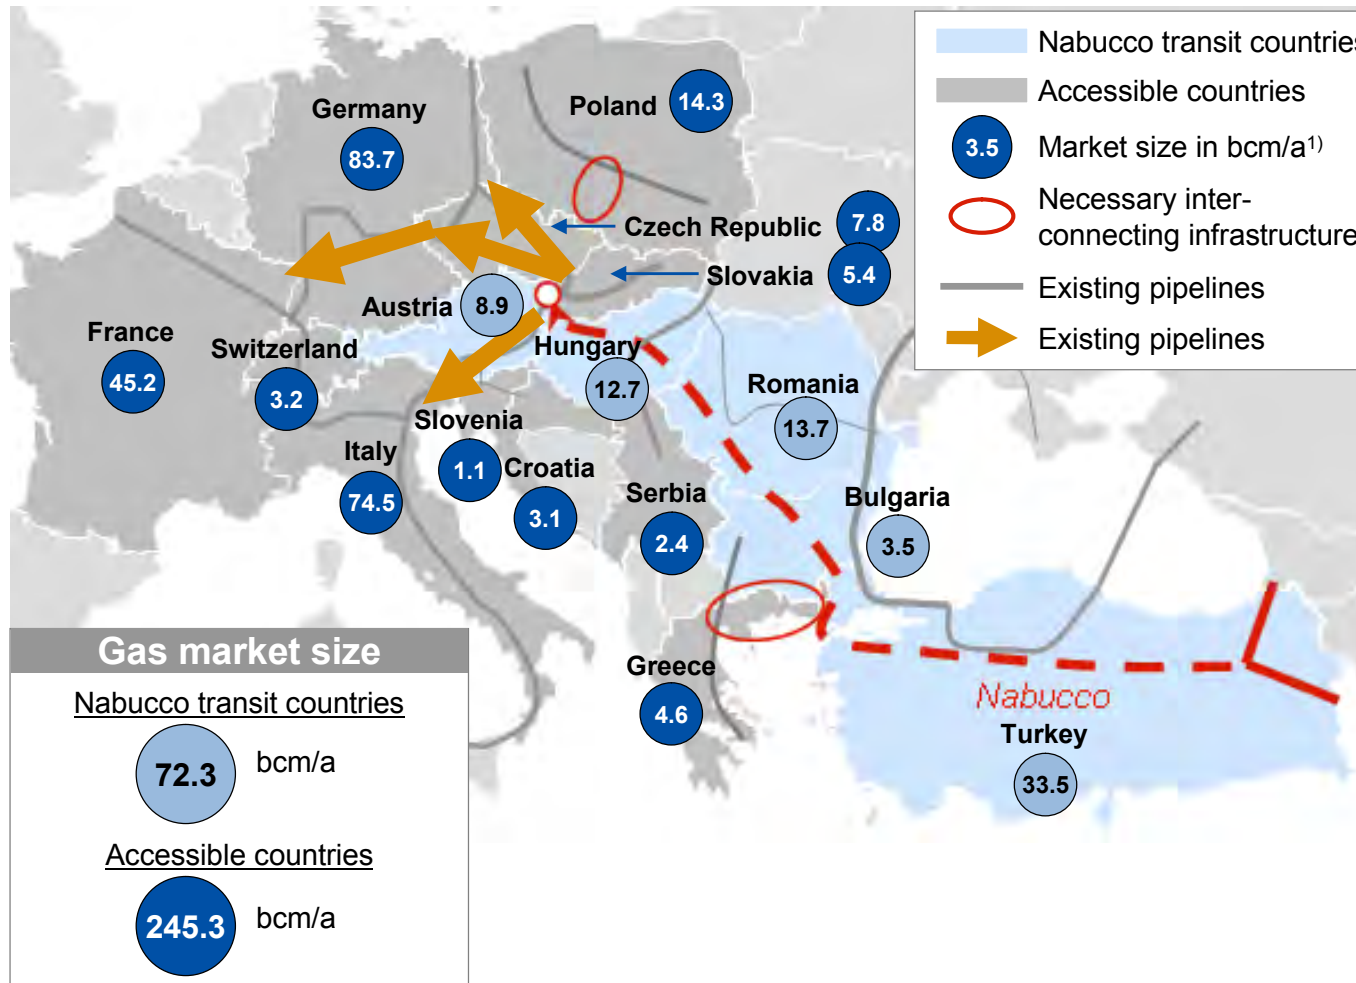 Nabucco transit countries
Accessible countries
3.5 Market size in bcm/a1)
Necessary inter-
connecting infrastructure
Existing pipelines
Existing pipelines
Germany
83.7
Poland 14.3
Czech Republic 7.8
Slovakia 5.4
Austria 8.9
France
45.2
Switzerland
3.2
Hungary
12.7
Romania
13.7
Slovenia
1.1
Italy
74.5
Croatia
3.1
Serbia
2.4
Bulgaria
3.5
Greece
4.6
Nabucco
Turkey
33.5
Gas market size
Nabucco transit countries
72.3 bcm/a
Accessible countries
245.3 bcm/a